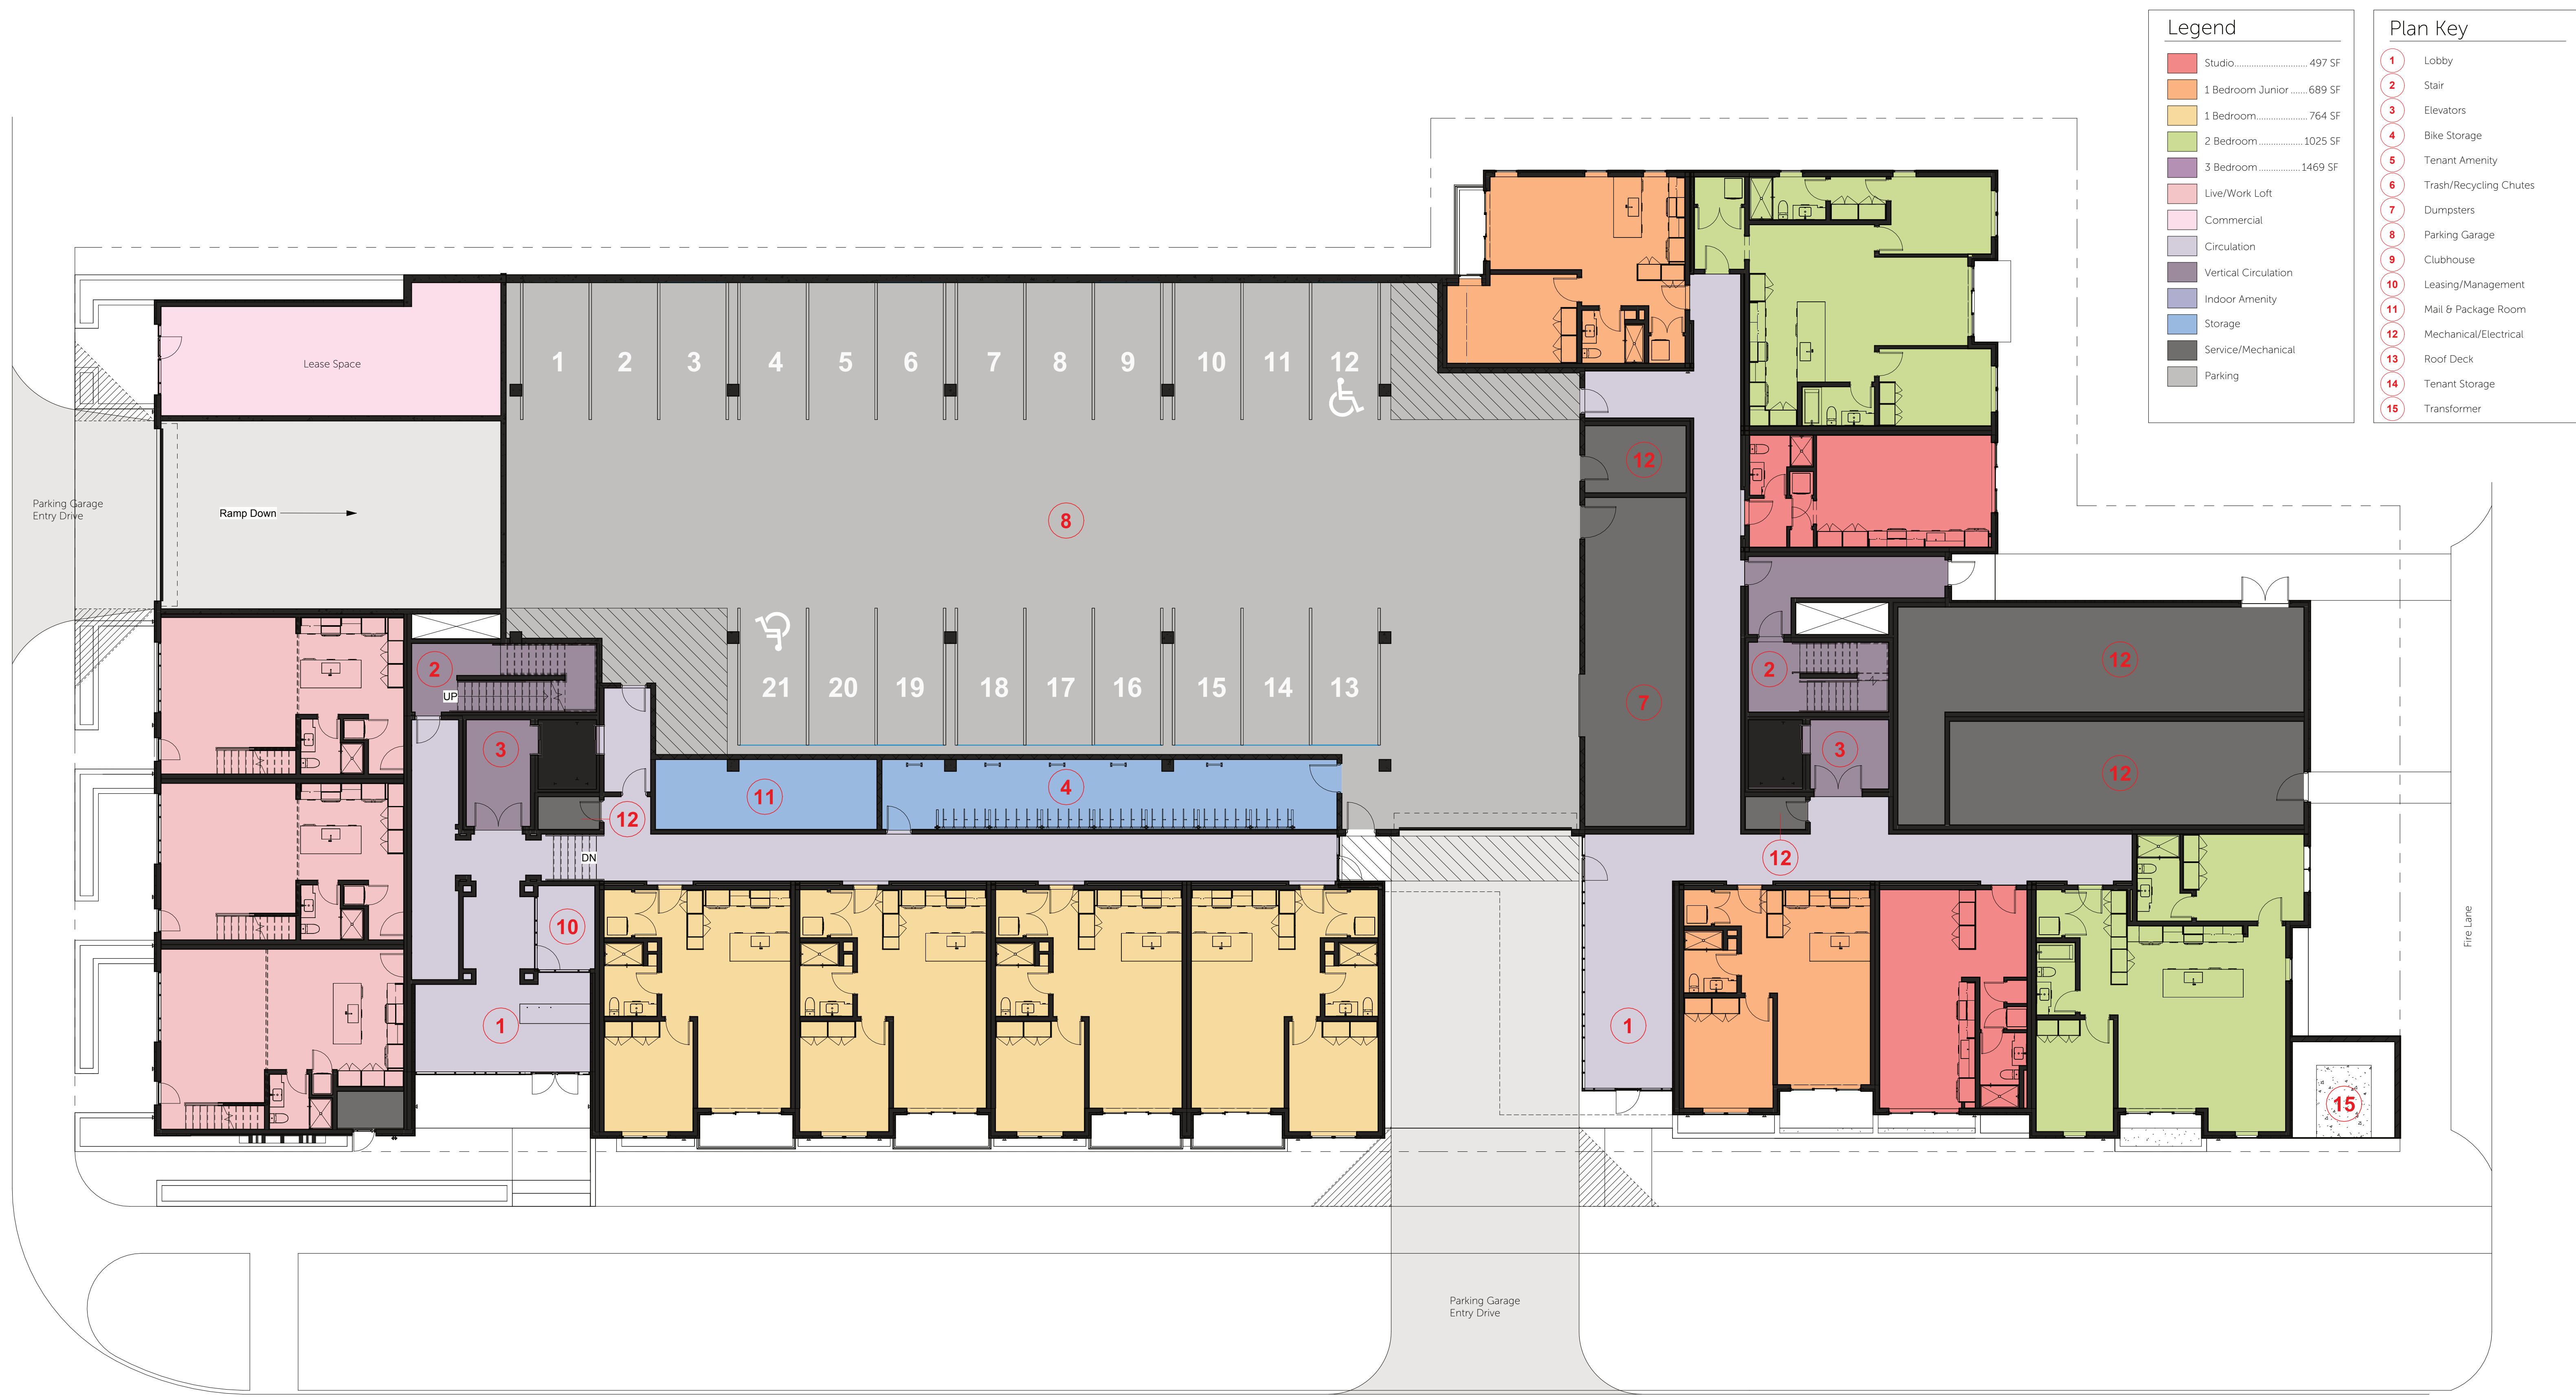 Legend
Studio............................ 497 SF
1 Bedroom Junior ....... 689 SF
1 Bedroom.................... 764 SF
2 Bedroom ................. 1025 SF
3 Bedroom ................ 1469 SF
Live/Work Loft
Commercial
Circulation
Vertical Circulation
Indoor Amenity
Storage
Service/Mechanical
Parking
Plan Key
1 Lobby
2 Stair
3 Elevators
4 Bike Storage
5 Tenant Amenity
6 Trash/Recycling Chutes
7 Dumpsters
8 Parking Garage
9 Clubhouse
10 Leasing/Management
11 Mail & Package Room
12 Mechanical/Electrical
13 Roof Deck
14 Tenant Storage
15 Transformer
Lease Space
1 2 3 4 5 6 7 8 9 10 11 12
12
Parking Garage
Entry Drive
Ramp Down
8
2
UP
21 20 19 18 17 16 15 14 13
7
2
12
3
11
4
12
3
12
DN
12
10
1
1
Fire Lane
15
Parking Garage
Entry Drive